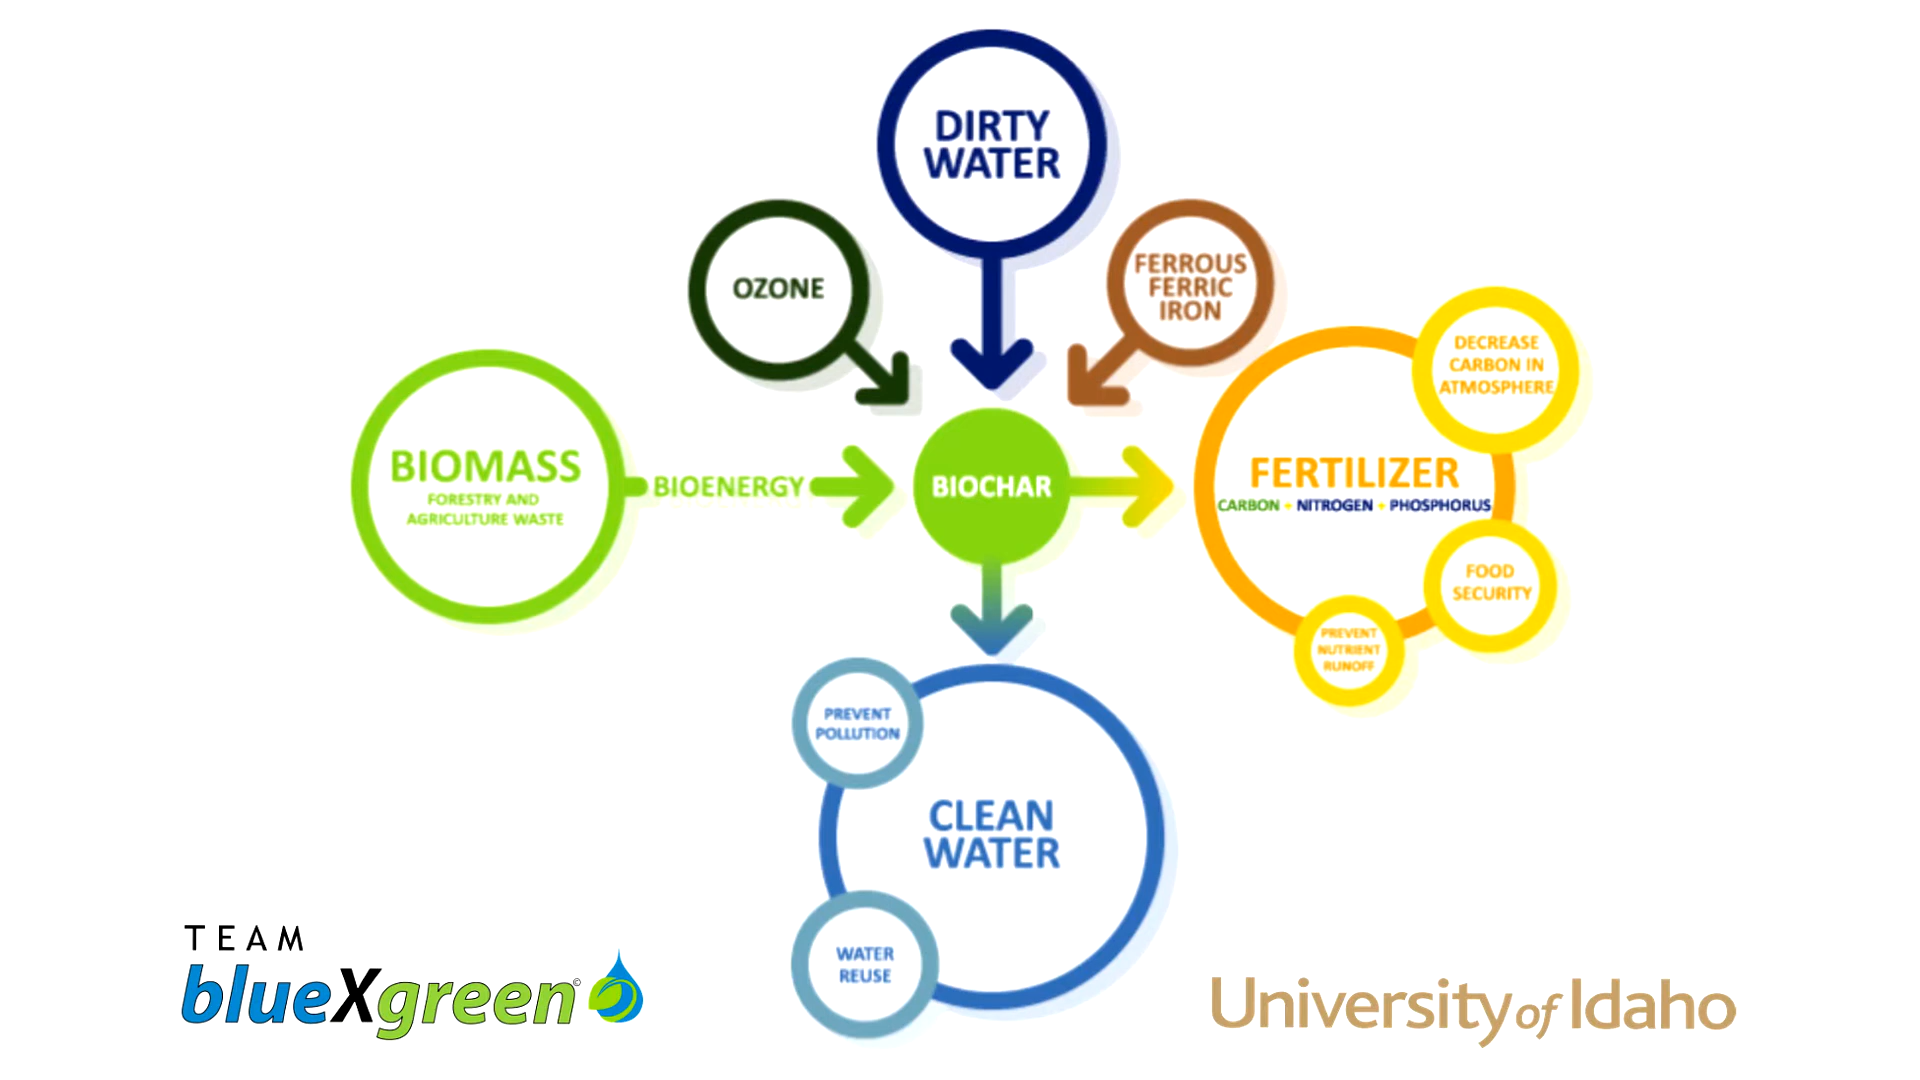 DIRTY
WATER
OZONE
FERROUS
FERRIC
IRON
DECREASE
CARBON IN
ATMOSPHERE
BIOMASS
FORESTRY AND
AGRICULTURE WASTE
BIOENERGY
BIOCHAR
FERTILIZER
CARBON + NITROGEN + PHOSPHORUS
FOOD
SECURITY
PREVENT
NUTRIENT
RUNOFF
PREVENT
POLLUTION
CLEAN
WATER
WATER
REUSE
TEAM
blueXgreen©
University of Idaho